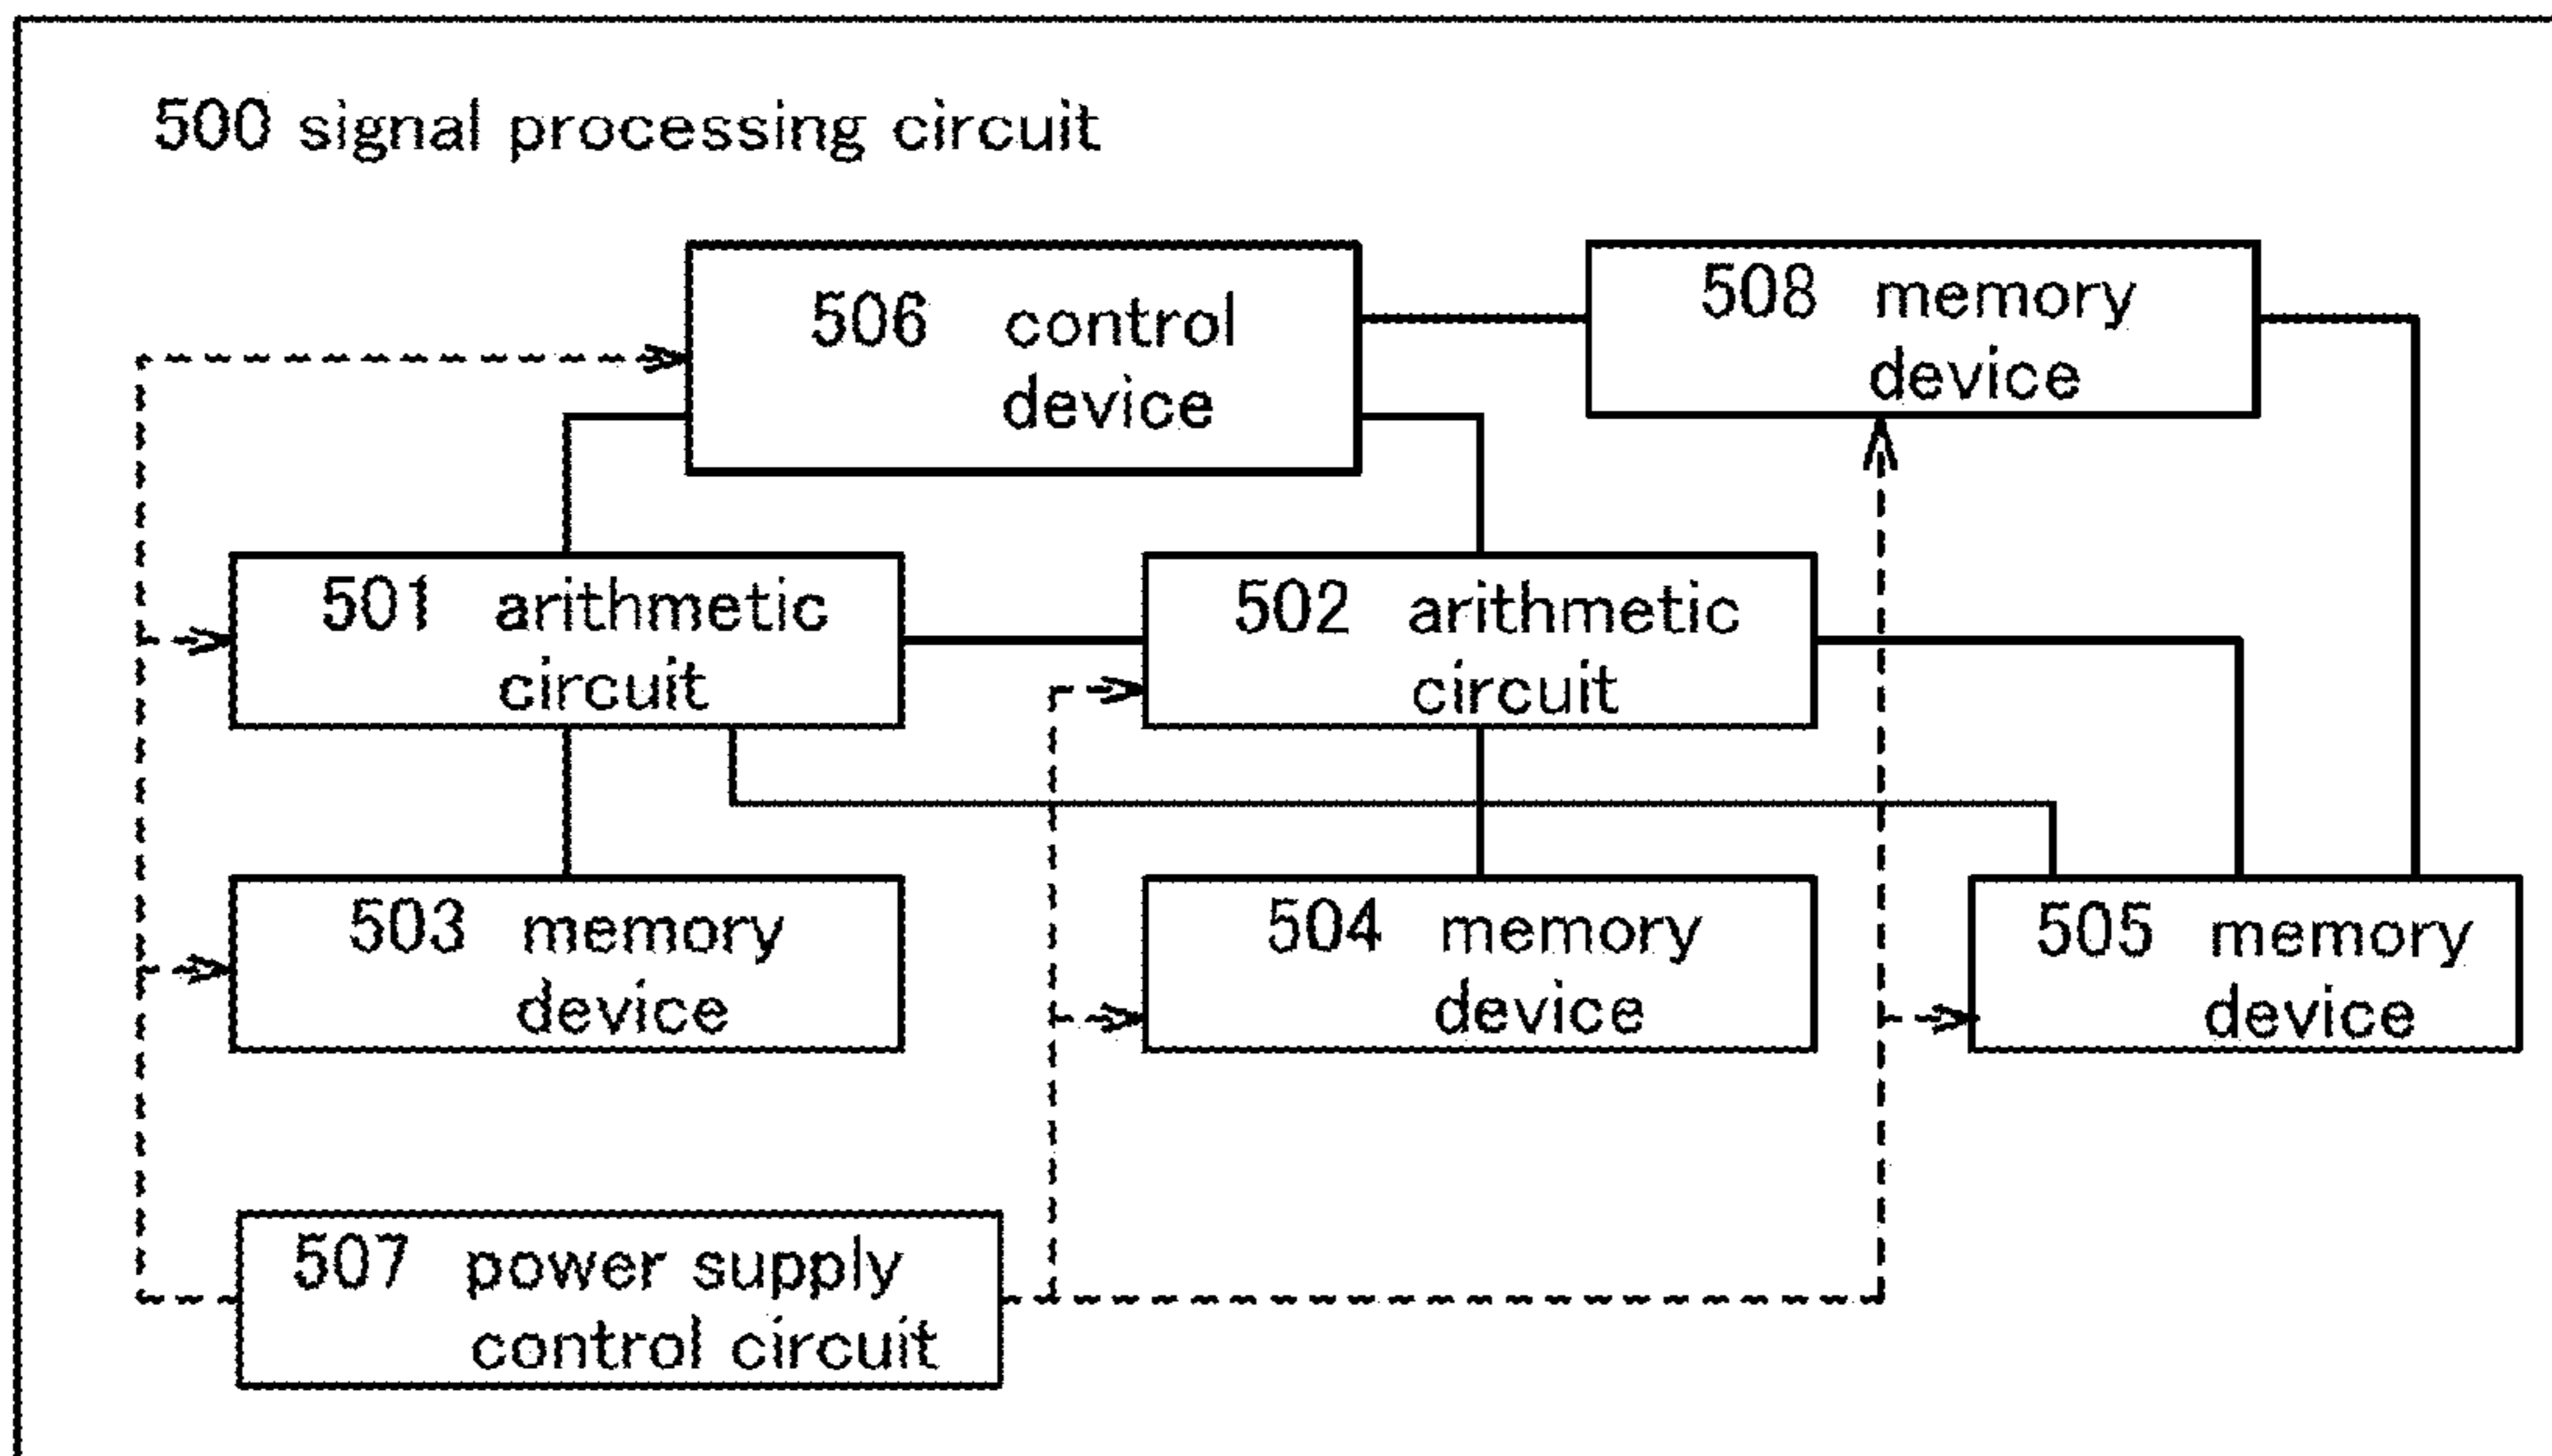 500 signal processing circuit
506 control
device
508 memory
device
501 arithmetic
circuit
502 arithmetic
circuit
503 memory
device
504 memory
device
505 memory
device
507 power supply
control circuit